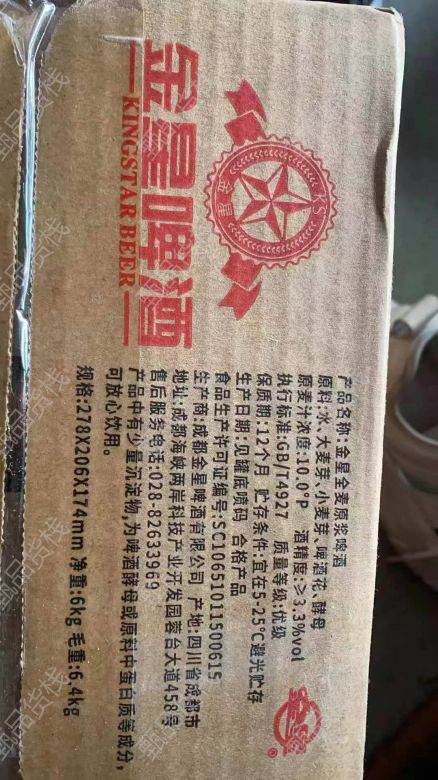 金星啤酒
KINGSTAR BEER
金星
KS
产品名称:金星全麦原浆啤酒
原料:水、大麦芽、小麦芽、啤酒花、酵母
原麦汁浓度:10.0°P 酒精度:≥3.3%vol
执行标准:GB/T4927 质量等级:优级
保质期:12个月 贮存条件:宜在5-25℃避光贮存
生产日期:见罐底喷码 合格产品
食品生产许可证编号:SC10651011500615
生产商:成都金星啤酒有限公司 产地:四川省成都市
地址:成都海峡两岸科技产业开发园蓉台大道458号
售后服务电话:028-82633969
产品中有少量沉淀物,为啤酒酵母或原料中蛋白质等成分,
可放心饮用。
规格:278X206X174mm 净重:6kg 毛重:6.4kg
甄品货栈